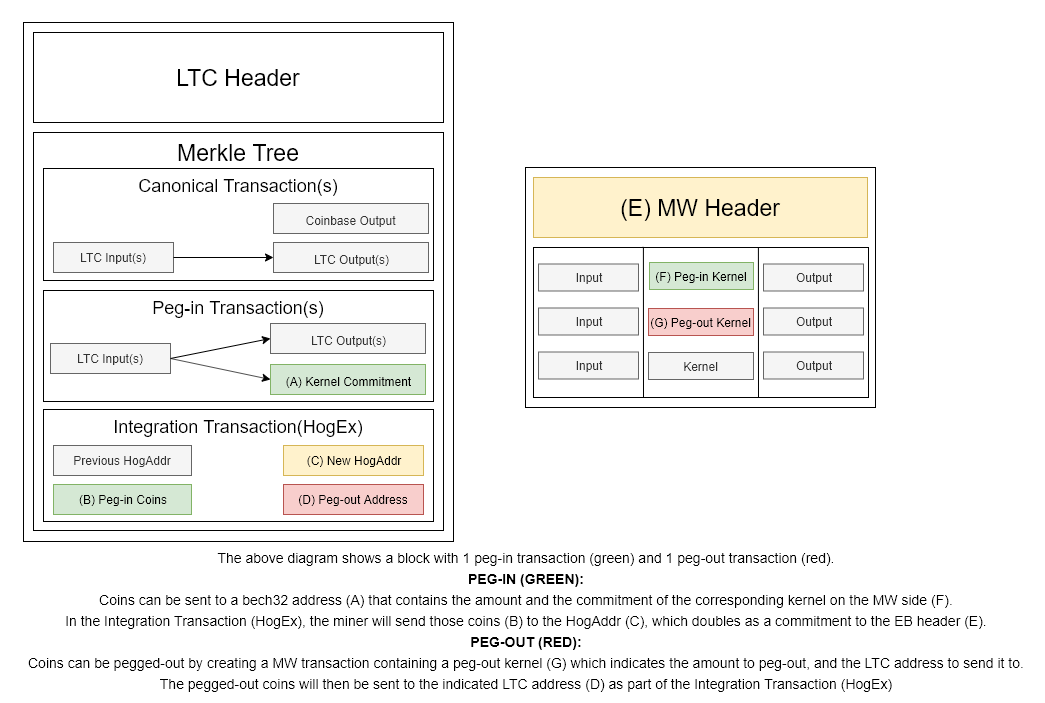 LTC Header
Merkle Tree
Canonical Transaction(s)
Coinbase Output
LTC Input(s)
LTC Output(s)
Peg-in Transaction(s)
LTC Output(s)
LTC Input(s)
(A) Kernel Commitment
Integration Transaction(HogEx)
Previous HogAddr
(C) New HogAddr
(B) Peg-in Coins
(D) Peg-out Address
(E) MW Header
Input
(F) Peg-in Kernel
Output
Input
(G) Peg-out Kernel
Output
Input
Kernel
Output
The above diagram shows a block with 1 peg-in transaction (green) and 1 peg-out transaction (red).
PEG-IN (GREEN):
Coins can be sent to a bech32 address (A) that contains the amount and the commitment of the corresponding kernel on the MW side (F).
In the Integration Transaction (HogEx), the miner will send those coins (B) to the HogAddr (C), which doubles as a commitment to the EB header (E).
PEG-OUT (RED):
Coins can be pegged-out by creating a MW transaction containing a peg-out kernel (G) which indicates the amount to peg-out, and the LTC address to send it to.
The pegged-out coins will then be sent to the indicated LTC address (D) as part of the Integration Transaction (HogEx)